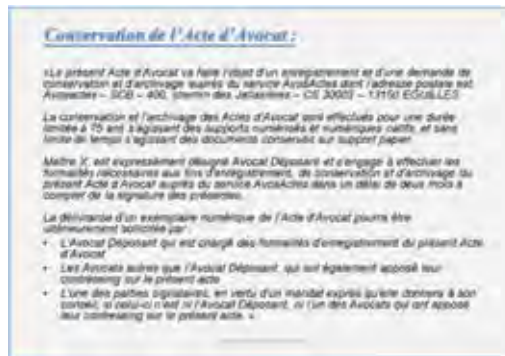 Conservation de l'Acte d'Avocat :
«Le présent Acte d'Avocat va faire l'objet d'un enregistrement et d'une demande de
conservation et d'archivage auprès du service AvosActes dont l'adresse postale est
Avosactes – SCB – 400, chemin des – CS – 13510 EGUILLES
La conservation et l'archivage des Actes d'Avocat sont effectués pour une durée
limitée à 75 ans s'agissant des supports numérisés et numériques natifs, et sans
limite de temps s'agissant des documents conservés sur support papier.
Maître X, est expressément désigné Avocat Déposant et s'engage à effectuer les
formalités nécessaires aux fins d'enregistrement, de conservation et d'archivage du
présent Acte d'Avocat auprès du service AvosActes dans un délai de deux mois à
compter de la signature des présentes.
La délivrance d'un exemplaire numérique de l'Acte d'Avocat pourra être
ultérieurement sollicitée par :
• L'Avocat Déposant qui est chargé des formalités d'enregistrement du présent Acte
d'Avocat
• Les Avocats autres que l'Avocat Déposant, qui ont également apposé leur
contreseing sur le présent acte
• L'une des parties signataires, en vertu d'un mandat exprès qu'elle donnera à son
conseil, si celui-ci n'est ni l'Avocat Déposant, ni l'un des Avocats qui ont apposé
leur contreseing sur le présent acte. »